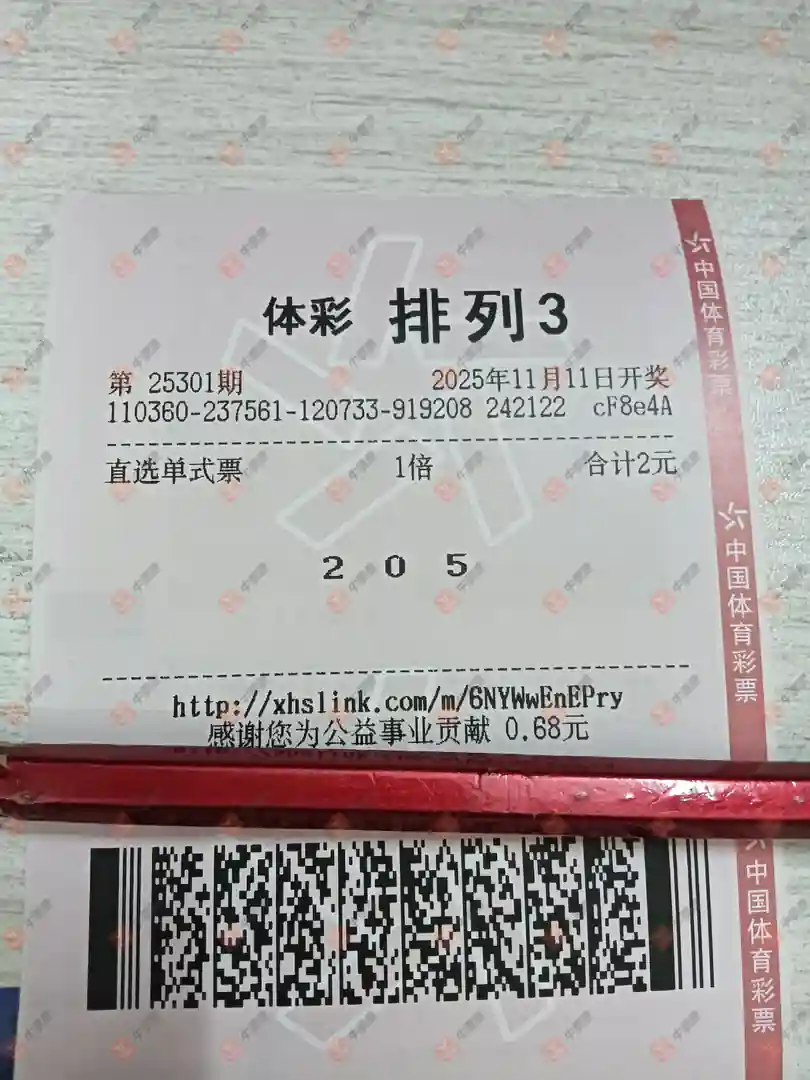 体彩 排列3
第 25301期 2025年11月11日开奖
110360-237561-120733-919208 242122 cF8e4A
直选单式票 1倍 合计2元
2 0 5
http://xhslink.com/m/6NYWwEnEPry
感谢您为公益事业贡献 0.68元
中国体育彩票
中国体育彩票
中国体育彩票